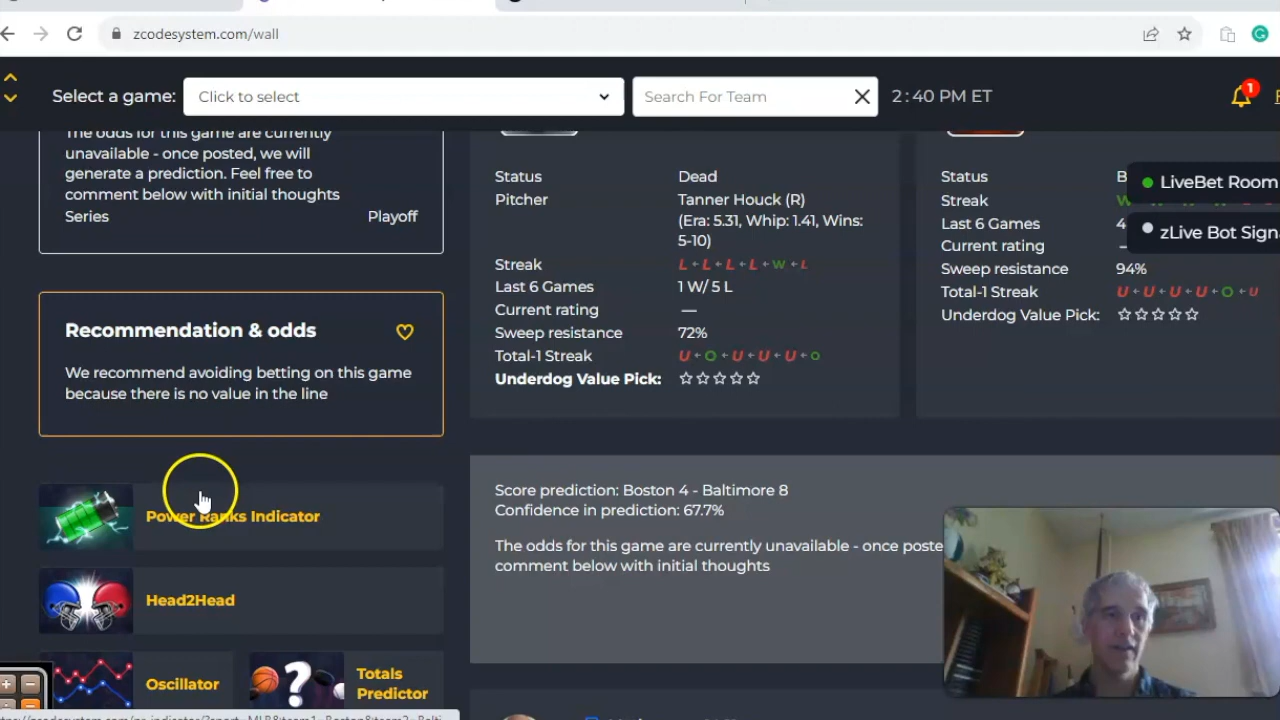 zcodesystem.com/wall
Select a game:
Click to select
Search For Team
2:40 PM ET
1
The odds for this game are currently
unavailable - once posted, we will
generate a prediction. Feel free to
comment below with initial thoughts
Series
Playoff
Recommendation & odds
We recommend avoiding betting on this game
because there is no value in the line
Power Ranks Indicator
Head2Head
Oscillator
Totals
Predictor
Status
Dead
Pitcher
Tanner Houck (R)
(Era: 5.31, Whip: 1.41, Wins:
5-10)
Streak
L L L L W L
Last 6 Games
1 W/ 5 L
Current rating
—
Sweep resistance
72%
Total-1 Streak
U O U U U O
Underdog Value Pick:
Status
B
Streak
W
Last 6 Games
4
Current rating
Sweep resistance
94%
Total-1 Streak
U U U U O U
Underdog Value Pick:
LiveBet Room
zLive Bot Sign
Score prediction: Boston 4 - Baltimore 8
Confidence in prediction: 67.7%
The odds for this game are currently unavailable - once poste
comment below with initial thoughts